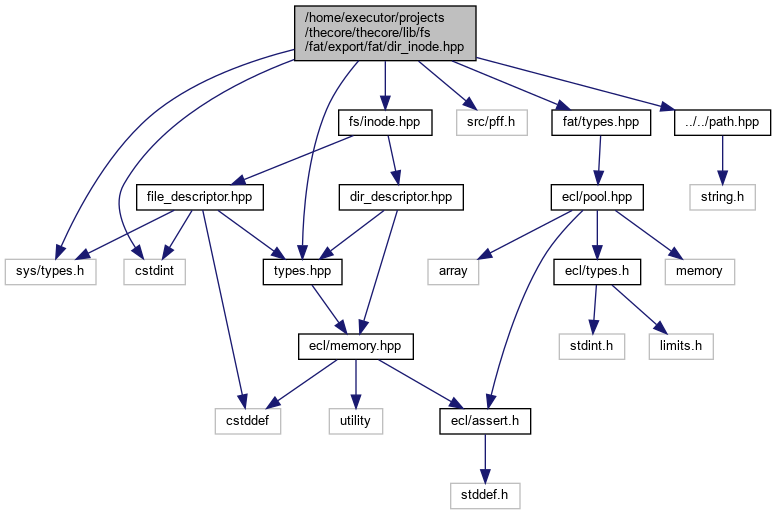 /home/executor/projects
/thecore/thecore/lib/fs
/fat/export/fat/dir_inode.hpp
fs/inode.hpp
src/pff.h
fat/types.hpp
../../path.hpp
file_descriptor.hpp
dir_descriptor.hpp
ecl/pool.hpp
string.h
sys/types.h
cstdint
types.hpp
array
ecl/types.h
memory
ecl/memory.hpp
stdint.h
limits.h
cstddef
utility
ecl/assert.h
stddef.h